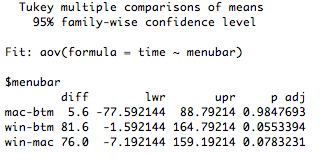 Tukey multiple comparisons of means
95% family-wise confidence level
Fit: aov(formula = time ~ menubar)
$menubar
diff lwr upr p adj
mac-btm 5.6 -77.592144 88.79214 0.9847693
win-btm 81.6 -1.592144 164.79214 0.0553394
win-mac 76.0 -7.192144 159.19214 0.0783231